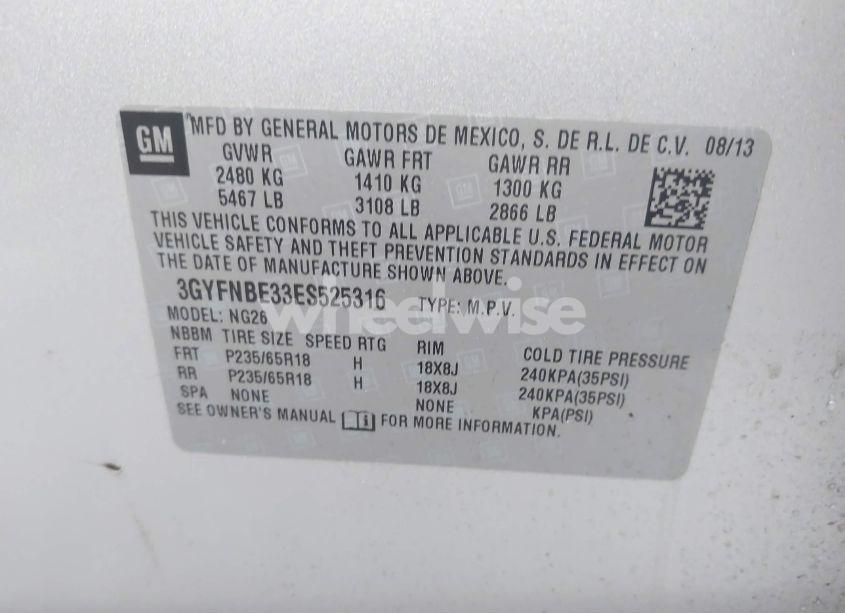 GM
MFD BY GENERAL MOTORS DE MEXICO, S. DE R.L. DE C.V. 08/13
GVWR GAWR FRT GAWR RR
2480 KG 1410 KG 1300 KG
5467 LB 3108 LB 2866 LB
THIS VEHICLE CONFORMS TO ALL APPLICABLE U.S. FEDERAL MOTOR
VEHICLE SAFETY AND THEFT PREVENTION STANDARDS IN EFFECT ON
THE DATE OF MANUFACTURE SHOWN ABOVE.
3GYFNBE33ES525316 TYPE: M.P.V.
wheelwise
MODEL: NG26
NBBM TIRE SIZE SPEED RTG RIM COLD TIRE PRESSURE
FRT P235/65R18 H 18X8J 240KPA(35PSI)
RR P235/65R18 H 18X8J 240KPA(35PSI)
SPA NONE NONE KPA(PSI)
SEE OWNER'S MANUAL i FOR MORE INFORMATION.